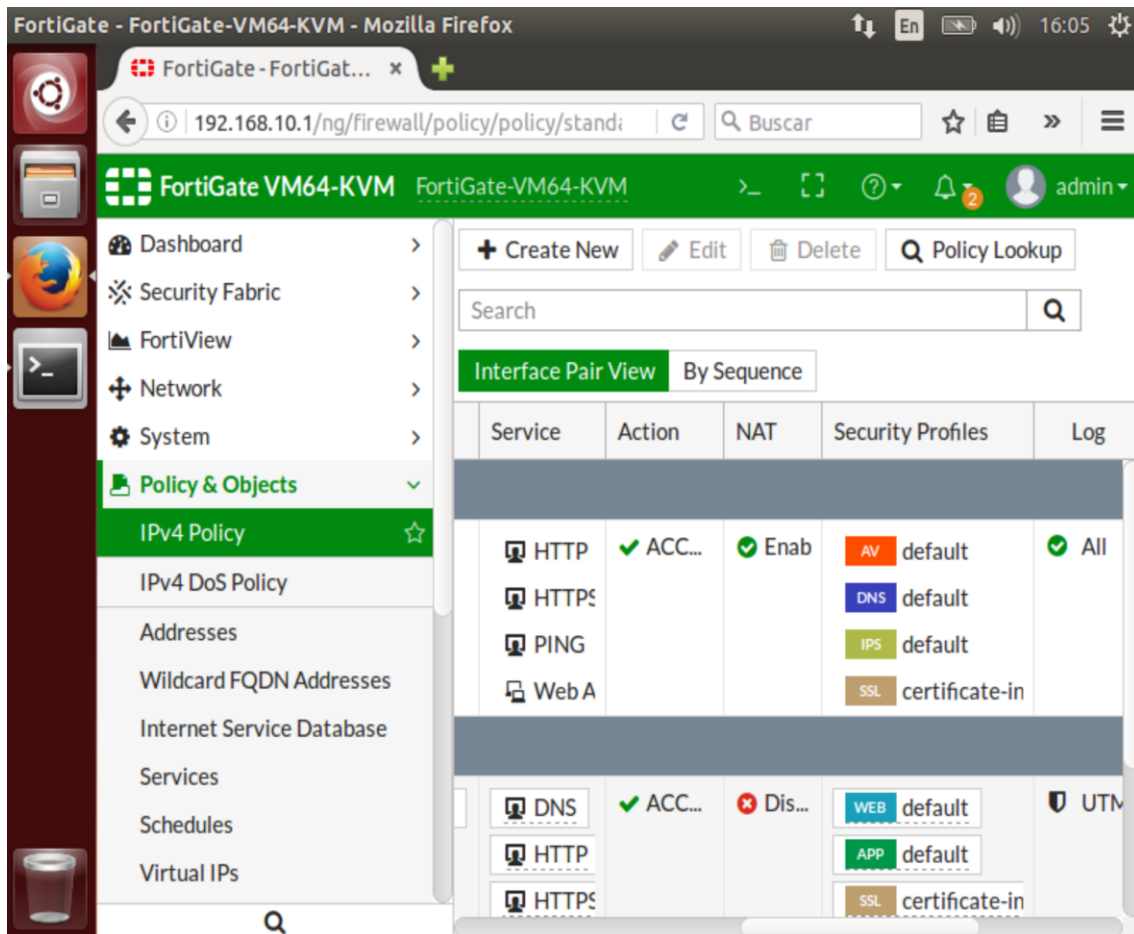 FortiGate - FortiGate-VM64-KVM - Mozilla Firefox En 16:05
FortiGate - FortiGat...
192.168.10.1/ng/firewall/policy/policy/standa Buscar
FortiGate VM64-KVM FortiGate-VM64-KVM >_ 2 admin
Dashboard
Security Fabric
FortiView
Network
System
Policy & Objects
IPv4 Policy
IPv4 DoS Policy
Addresses
Wildcard FQDN Addresses
Internet Service Database
Services
Schedules
Virtual IPs
Create New Edit Delete Policy Lookup
Search
Interface Pair View By Sequence
Service Action NAT Security Profiles Log
HTTP ACC... Enab AV default All
HTTPS DNS default
PING IPS default
Web A SSL certificate-in
DNS ACC... Dis... WEB default UTM
HTTP APP default
HTTPS SSL certificate-in